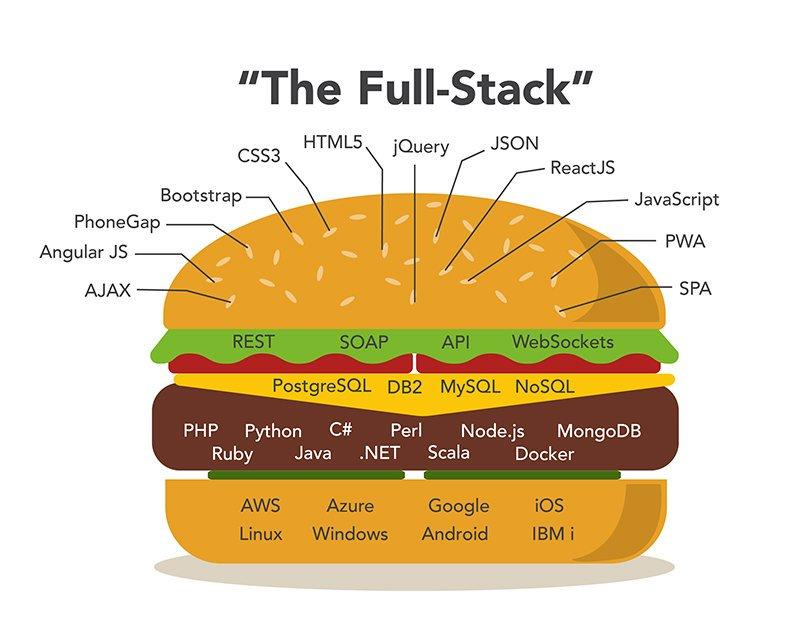 “The Full-Stack”
HTML5
jQuery
JSON
CSS3
ReactJS
Bootstrap
JavaScript
PhoneGap
PWA
Angular JS
AJAX
SPA
REST SOAP API WebSockets
PostgreSQL DB2 MySQL NoSQL
PHP Python C# Perl Node.js MongoDB
Ruby Java .NET Scala Docker
AWS Azure Google iOS
Linux Windows Android IBM i